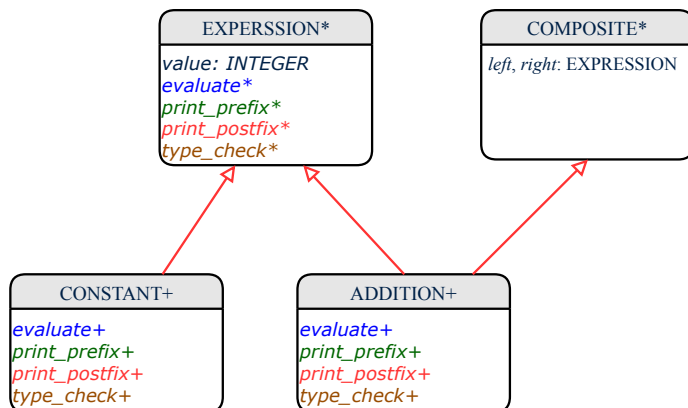 EXPERSSION*
value: INTEGER
evaluate*
print_prefix*
print_postfix*
type_check*
COMPOSITE*
left, right: EXPRESSION
CONSTANT+
evaluate+
print_prefix+
print_postfix+
type_check+
ADDITION+
evaluate+
print_prefix+
print_postfix+
type_check+